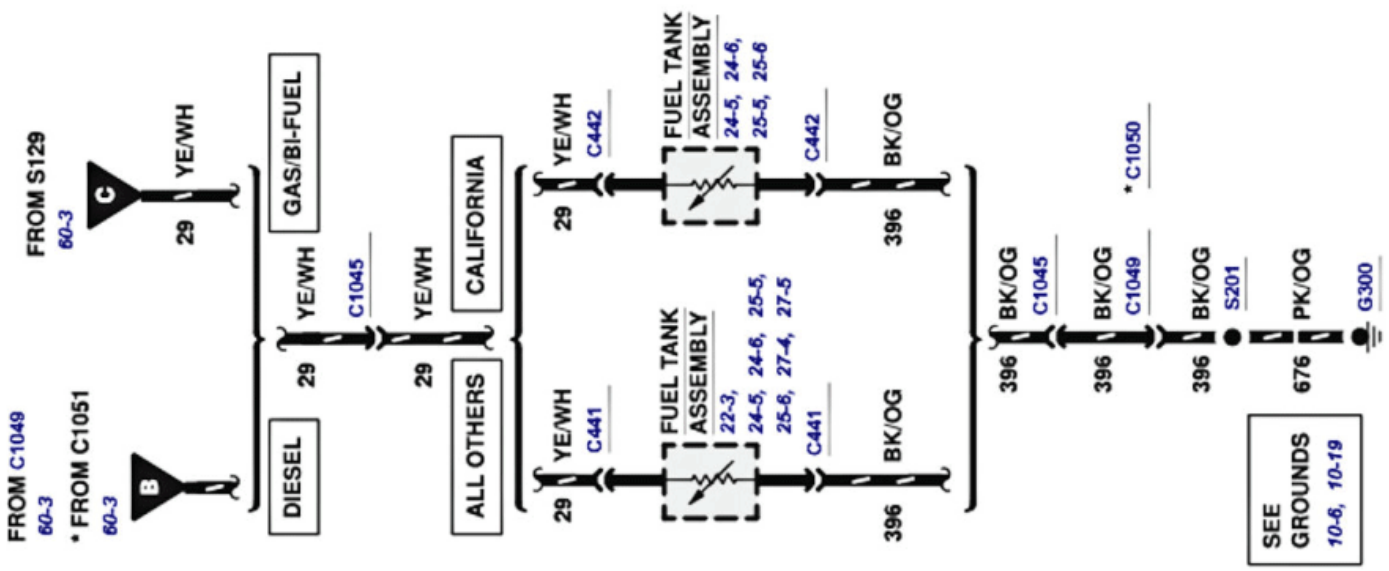 FROM C1049
60-3
* FROM C1051
60-3
B
FROM S129
60-3
C
29
YE/WH
DIESEL
GAS/BI-FUEL
29
YE/WH
C1045
29
YE/WH
ALL OTHERS
CALIFORNIA
29
YE/WH
C441
FUEL TANK
ASSEMBLY
22-3,
24-5, 24-6, 25-5,
25-6, 27-4, 27-5
C441
396
BK/OG
29
YE/WH
C442
FUEL TANK
ASSEMBLY
24-5, 24-6,
25-5, 25-6
C442
396
BK/OG
396
BK/OG
C1045
396
BK/OG
C1049
* C1050
396
BK/OG
S201
676
PK/OG
G300
SEE
GROUNDS
10-6, 10-19